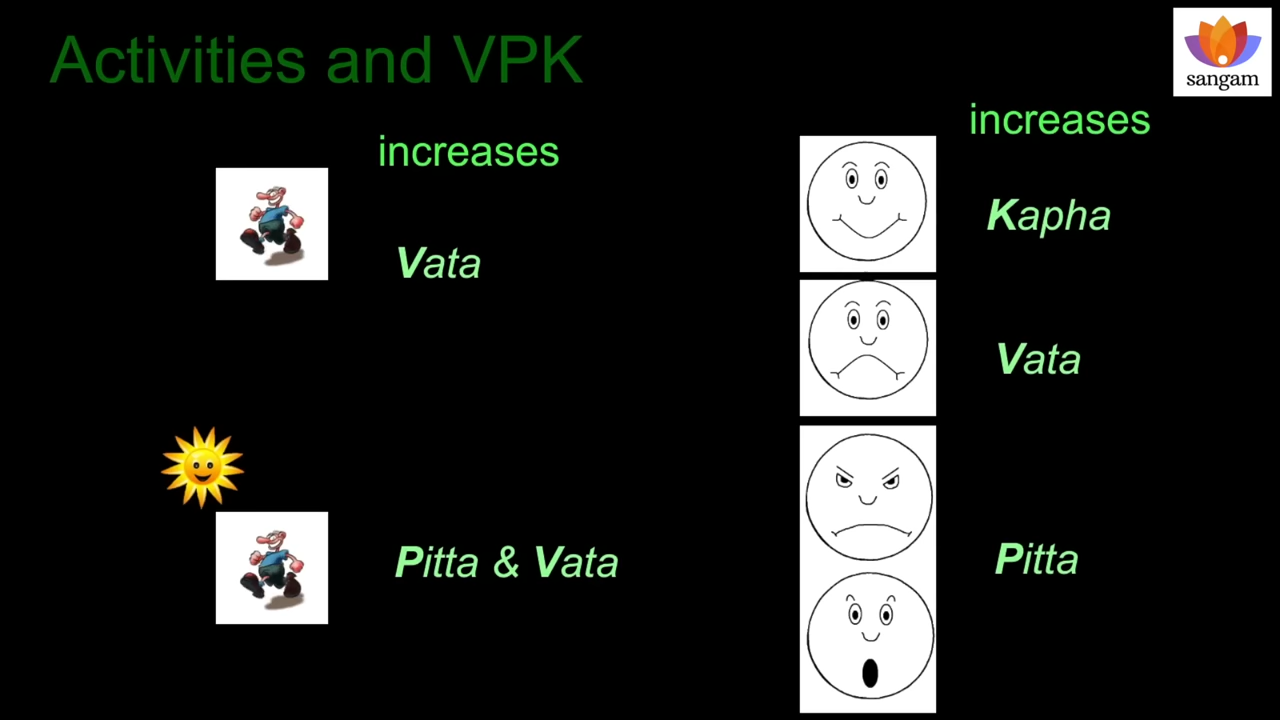 Activities and VPK
sangam
increases
Vata
Pitta & Vata
increases
Kapha
Vata
Pitta